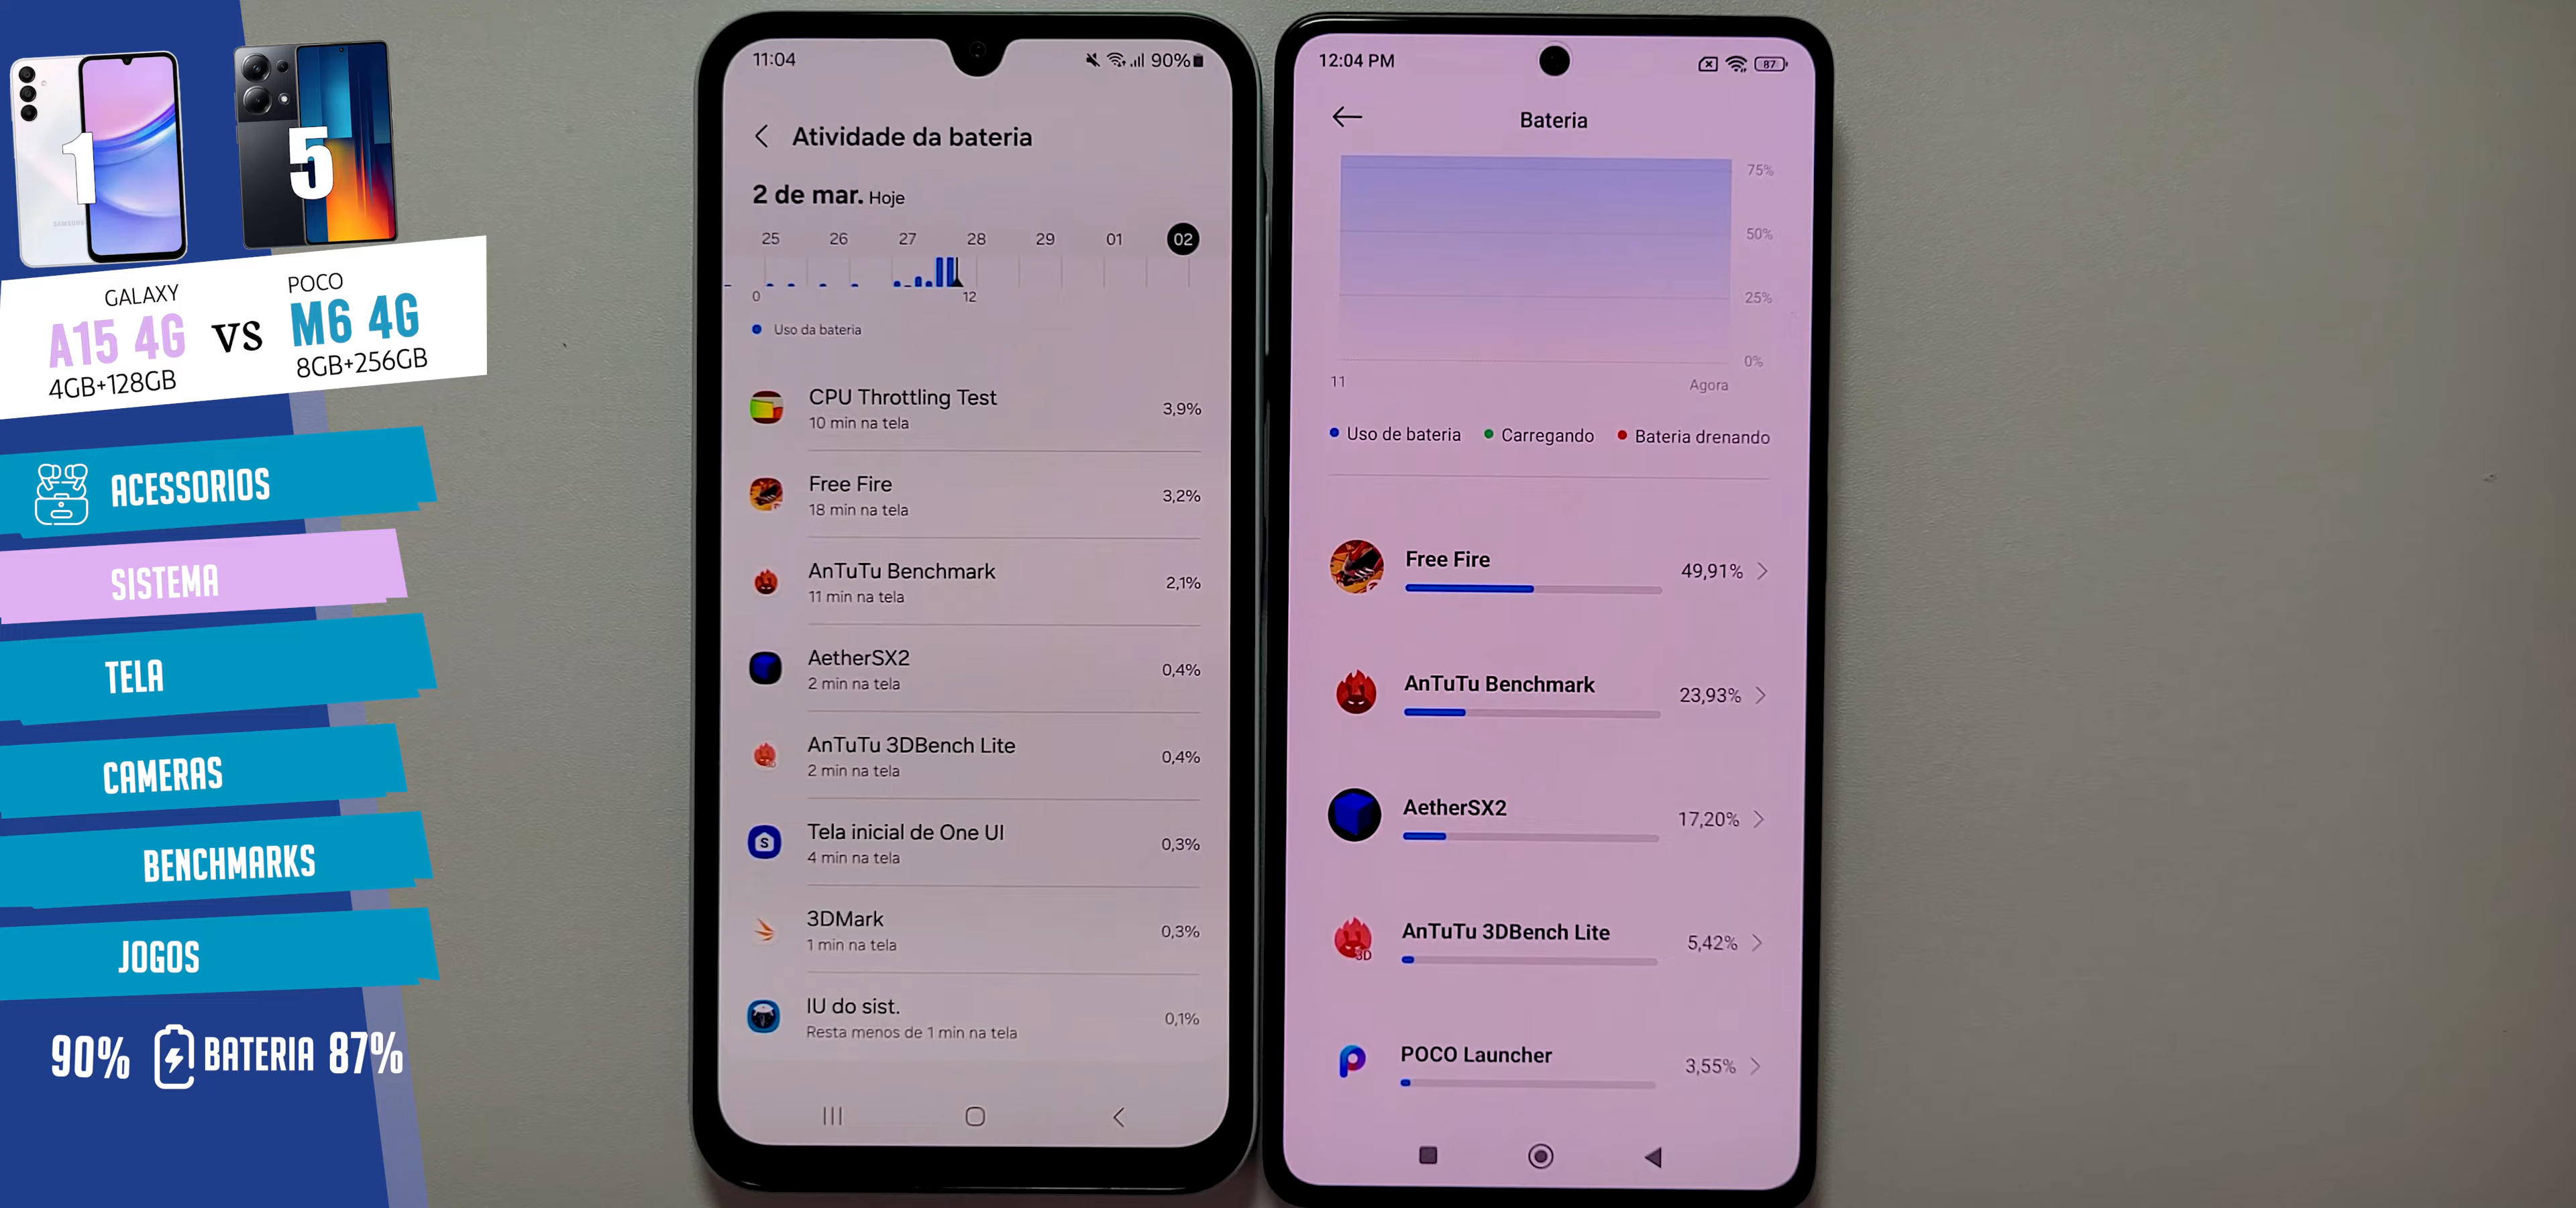 1
SAMSUNG
5
GALAXY
A15 4G
4GB+128GB
VS
POCO
M6 4G
8GB+256GB
ACESSORIOS
SISTEMA
TELA
CAMERAS
BENCHMARKS
JOGOS
90% BATERIA 87%
11:04 90%
Atividade da bateria
2 de mar. Hoje
25 26 27 28 29 01 02
0 12
Uso da bateria
CPU Throttling Test
10 min na tela
3,9%
Free Fire
18 min na tela
3,2%
AnTuTu Benchmark
11 min na tela
2,1%
AetherSX2
2 min na tela
0,4%
AnTuTu 3DBench Lite
2 min na tela
0,4%
Tela inicial de One UI
4 min na tela
0,3%
3DMark
1 min na tela
0,3%
IU do sist.
Resta menos de 1 min na tela
0,1%
12:04 PM 87
Bateria
75%
50%
25%
0%
11 Agora
Uso de bateria Carregando Bateria drenando
Free Fire 49,91%
AnTuTu Benchmark 23,93%
AetherSX2 17,20%
AnTuTu 3DBench Lite 5,42%
3D
POCO Launcher 3,55%